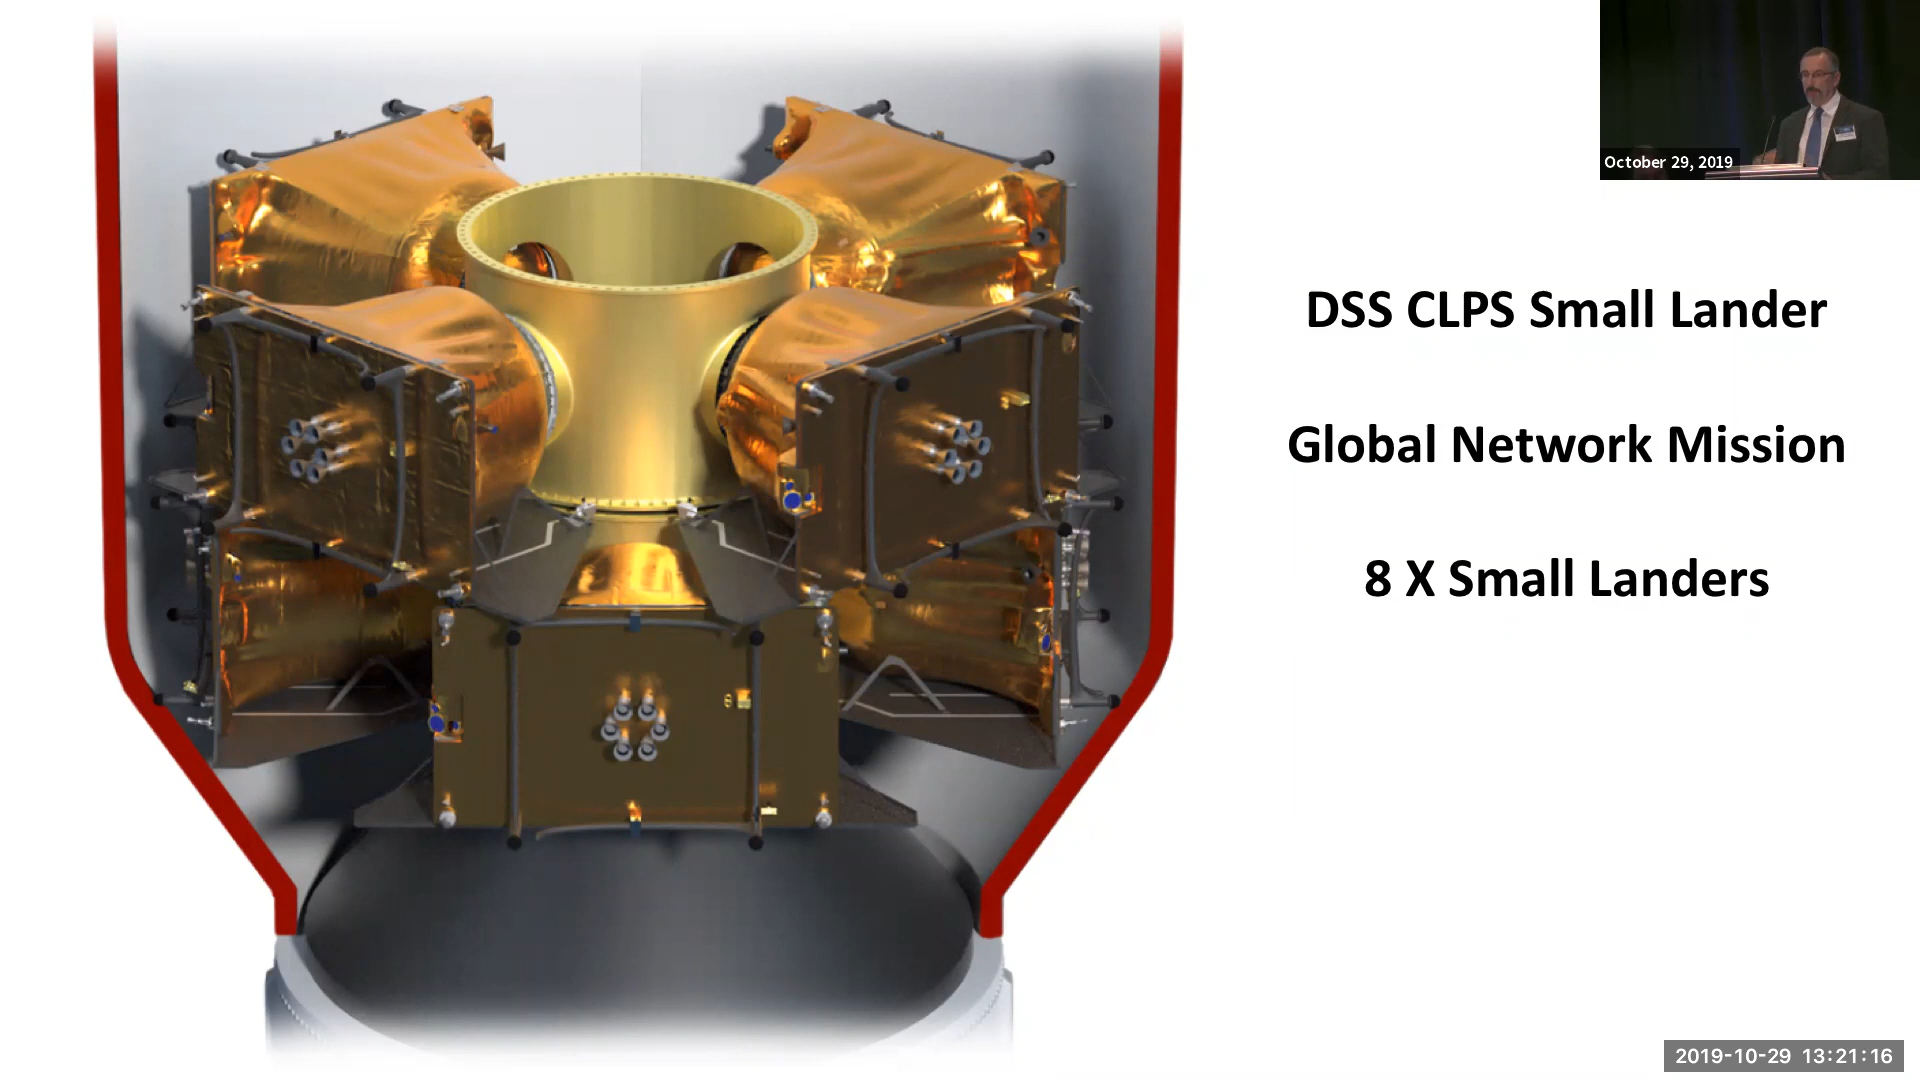 October 29, 2019
DSS CLPS Small Lander
Global Network Mission
8 X Small Landers
2019-10-29 13:21:16